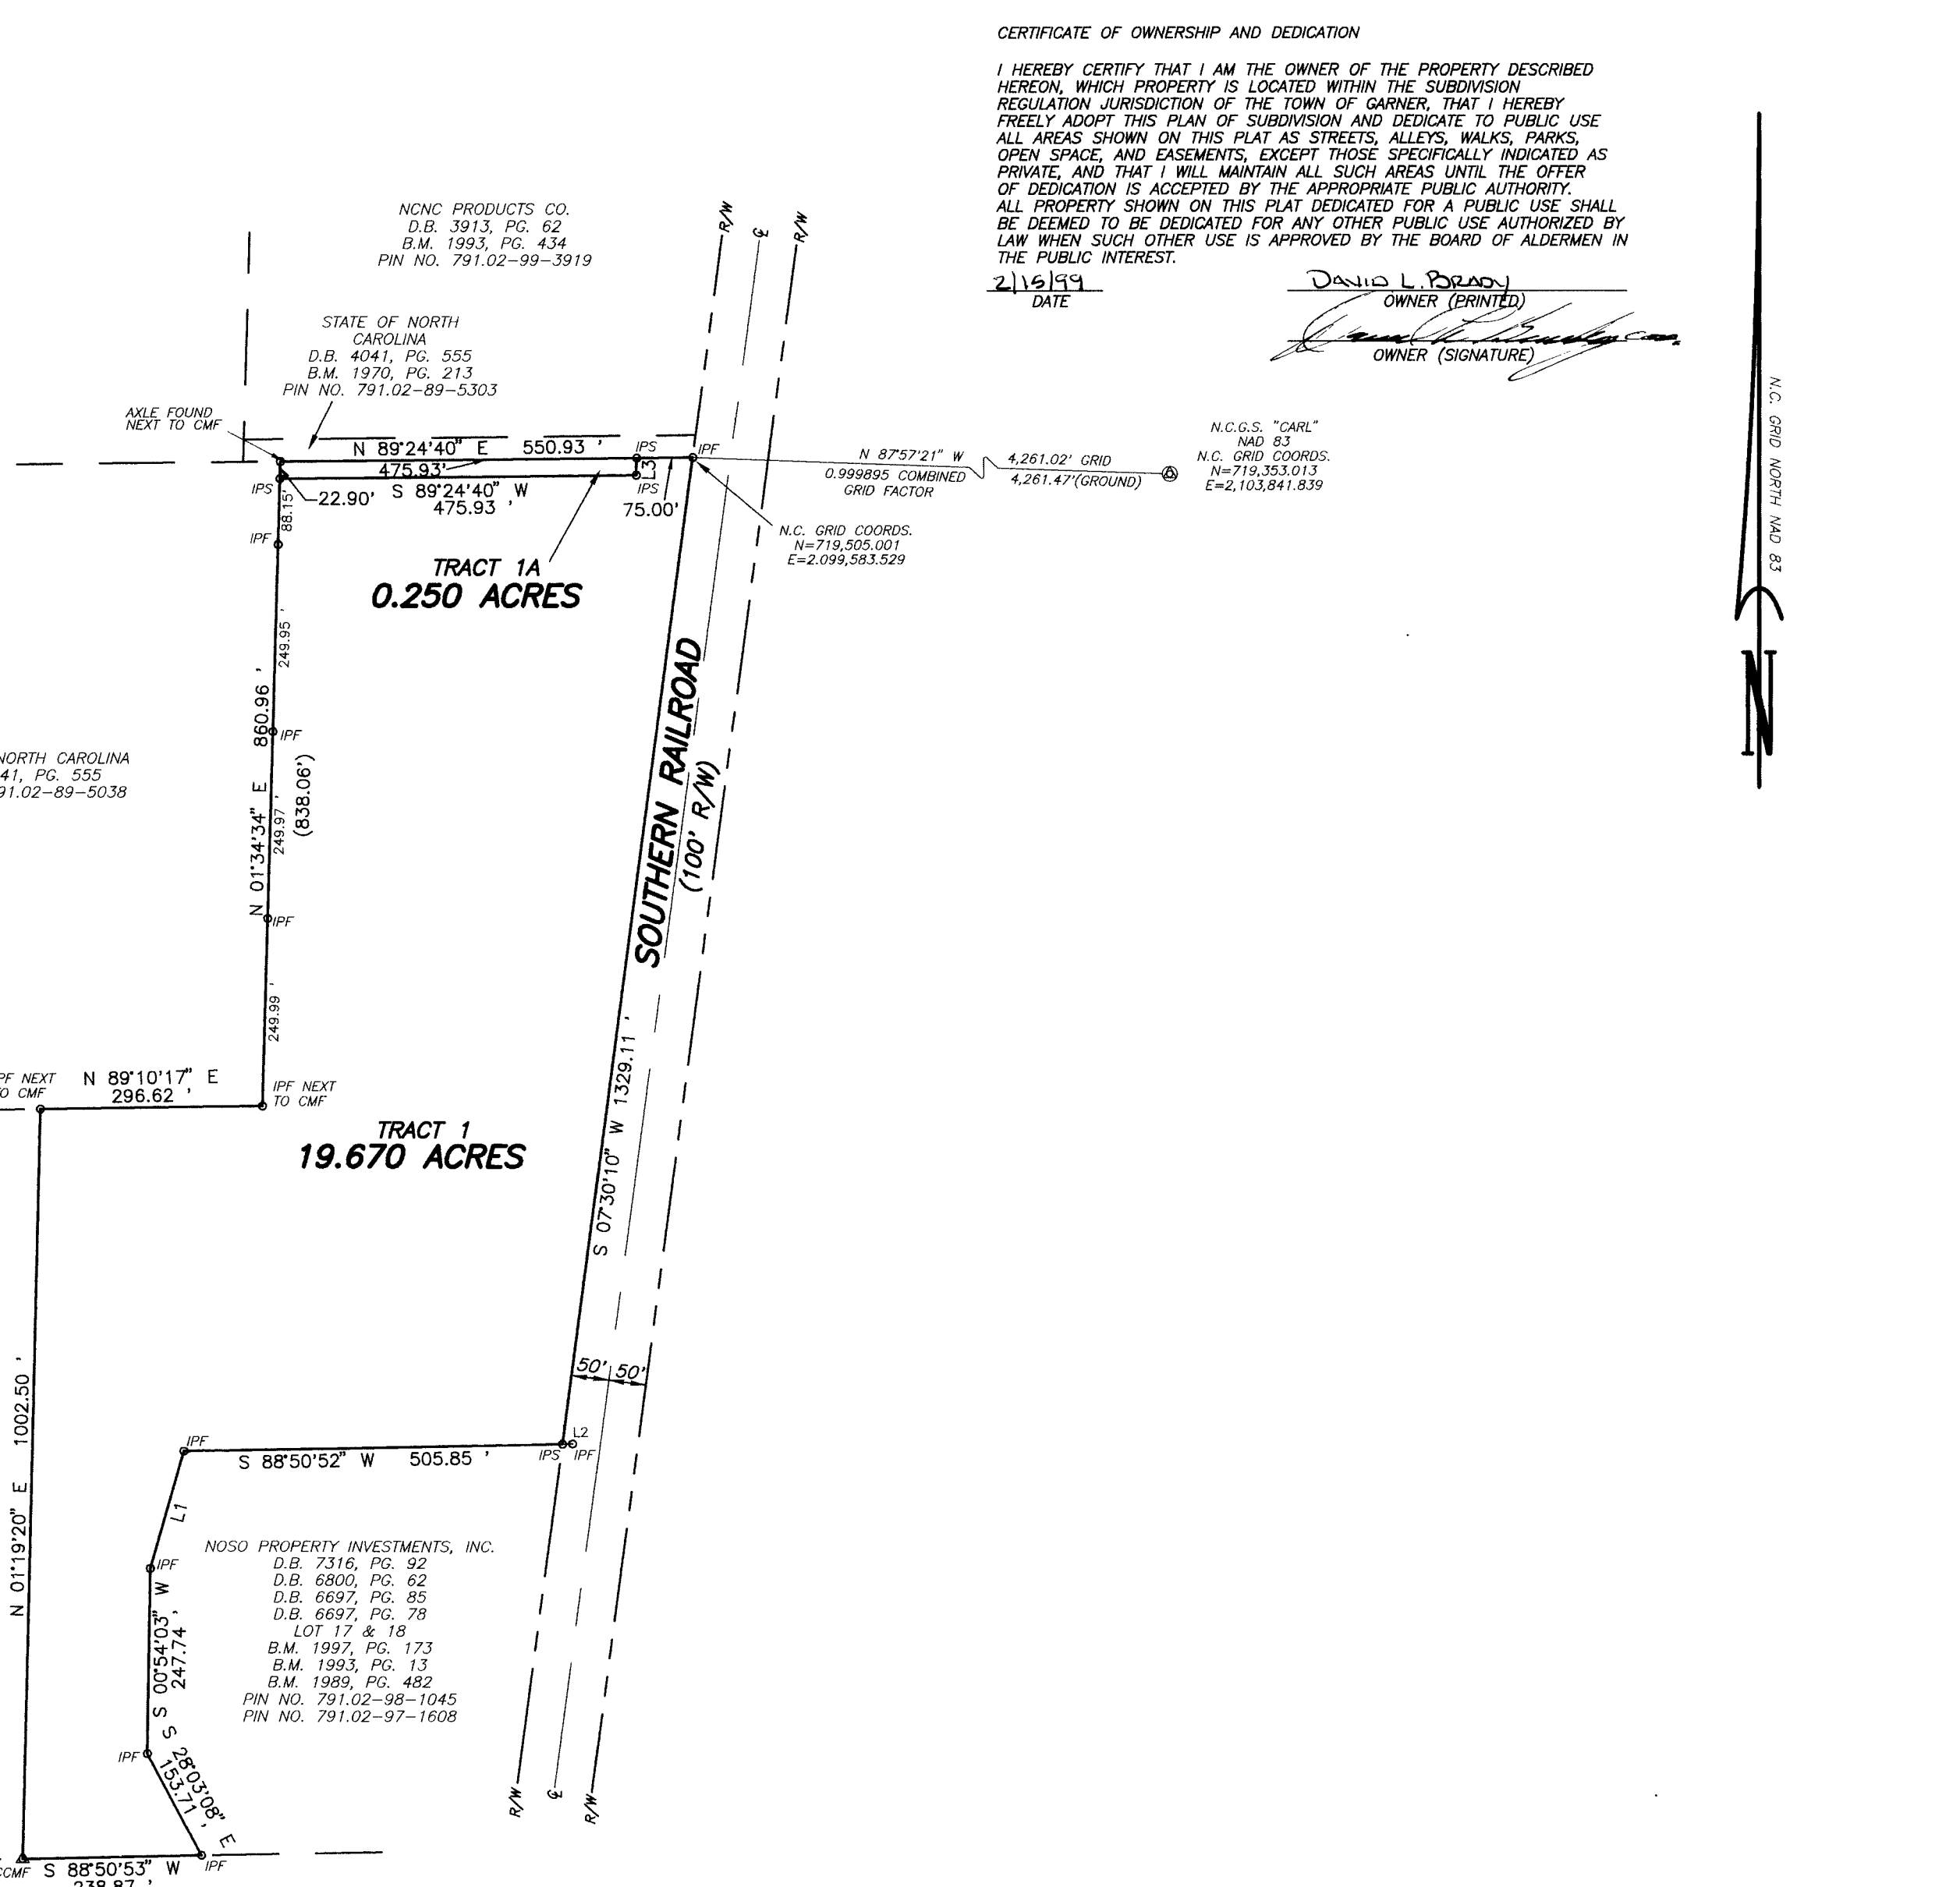 CERTIFICATE OF OWNERSHIP AND DEDICATION
I HEREBY CERTIFY THAT I AM THE OWNER OF THE PROPERTY DESCRIBED
HEREON, WHICH PROPERTY IS LOCATED WITHIN THE SUBDIVISION
REGULATION JURISDICTION OF THE TOWN OF GARNER, THAT I HEREBY
FREELY ADOPT THIS PLAN OF SUBDIVISION AND DEDICATE TO PUBLIC USE
ALL AREAS SHOWN ON THIS PLAT AS STREETS, ALLEYS, WALKS, PARKS,
OPEN SPACE, AND EASEMENTS, EXCEPT THOSE SPECIFICALLY INDICATED AS
PRIVATE, AND THAT I WILL MAINTAIN ALL SUCH AREAS UNTIL THE OFFER
OF DEDICATION IS ACCEPTED BY THE APPROPRIATE PUBLIC AUTHORITY.
ALL PROPERTY SHOWN ON THIS PLAT DEDICATED FOR A PUBLIC USE SHALL
BE DEEMED TO BE DEDICATED FOR ANY OTHER PUBLIC USE AUTHORIZED BY
LAW WHEN SUCH OTHER USE IS APPROVED BY THE BOARD OF ALDERMEN IN
THE PUBLIC INTEREST.
2/15/99
DATE
DAVID L. BRADY
OWNER (PRINTED)
OWNER (SIGNATURE)
NCNC PRODUCTS CO.
D.B. 3913, PG. 62
B.M. 1993, PG. 434
PIN NO. 791.02-99-3919
R/W
℄
R/W
STATE OF NORTH
CAROLINA
D.B. 4041, PG. 555
B.M. 1970, PG. 213
PIN NO. 791.02-89-5303
AXLE FOUND
NEXT TO CMF
N 89°24'40" E 550.93 '
475.93'
S 89°24'40" W
475.93 '
22.90'
IPS
IPF
L3
IPS
75.00'
IPS
88.15'
IPF
N 87°57'21" W
0.999895 COMBINED
GRID FACTOR
4,261.02' GRID
4,261.47'(GROUND)
N.C.G.S. "CARL"
NAD 83
N.C. GRID COORDS.
N=719,353.013
E=2,103,841.839
N.C. GRID COORDS.
N=719,505.001
E=2.099,583.529
N.C. GRID NORTH NAD 83
N
TRACT 1A
0.250 ACRES
249.95 '
IPF
N 01°34'34" E 860.96 '
249.97 '
(838.06')
IPF
249.99 '
NORTH CAROLINA
41, PG. 555
91.02-89-5038
SOUTHERN RAILROAD
(100' R/W)
S 07°30'10" W 1329.11 '
PF NEXT
TO CMF
N 89°10'17" E
296.62 '
IPF NEXT
TO CMF
TRACT 1
19.670 ACRES
50' 50'
N 01°19'20" E 1002.50 '
IPF
S 88°50'52" W 505.85 '
IPS
IPF
L2
L1
IPF
S 00°54'03" W
247.74 '
IPF
S 28°03'08" E
153.71 '
NOSO PROPERTY INVESTMENTS, INC.
D.B. 7316, PG. 92
D.B. 6800, PG. 62
D.B. 6697, PG. 85
D.B. 6697, PG. 78
LOT 17 & 18
B.M. 1997, PG. 173
B.M. 1993, PG. 13
B.M. 1989, PG. 482
PIN NO. 791.02-98-1045
PIN NO. 791.02-97-1608
R/W
℄
R/W
CCMF
S 88°50'53" W
238.87 '
IPF